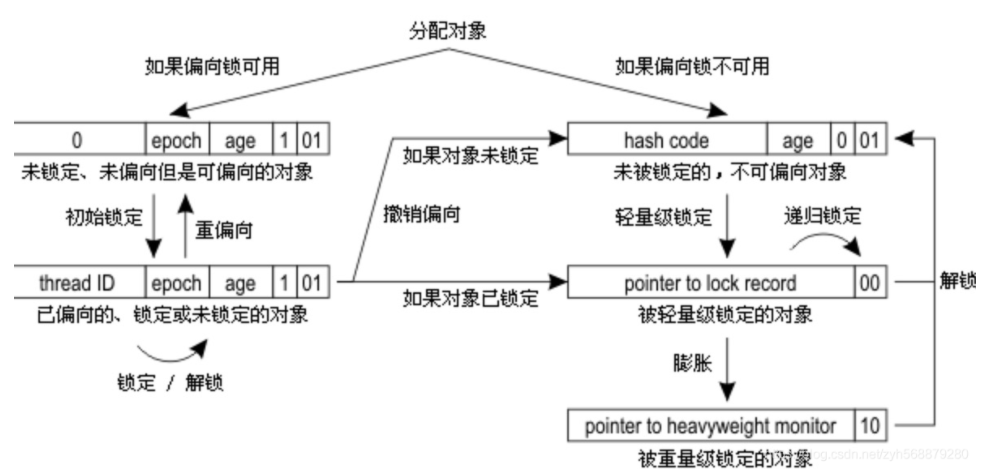 分配对象
如果偏向锁可用 如果偏向锁不可用
0 epoch age 1 01
hash code age 0 01
未锁定、未偏向但是可偏向的对象
如果对象未锁定
未被锁定的，不可偏向对象
初始锁定 重偏向
撤销偏向
轻量级锁定 递归锁定
thread ID epoch age 1 01
pointer to lock record 00
解锁
已偏向的、锁定或未锁定的对象
如果对象已锁定
被轻量级锁定的对象
锁定 / 解锁
膨胀
pointer to heavyweight monitor 10
被重量级锁定的对象
log.csdn.net/zyh568879280